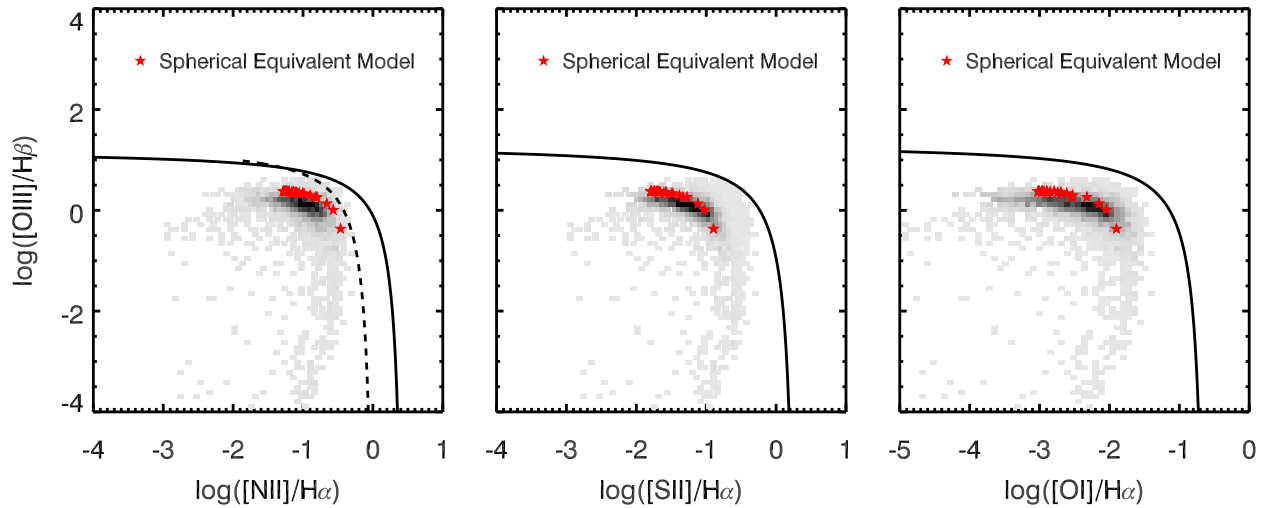 ★ Spherical Equivalent Model
★ Spherical Equivalent Model
★ Spherical Equivalent Model
log([OIII]/Hβ)
4
2
0
-2
-4
-4 -3 -2 -1 0 1
-4 -3 -2 -1 0 1
-5 -4 -3 -2 -1 0
log([NII]/Hα)
log([SII]/Hα)
log([OI]/Hα)